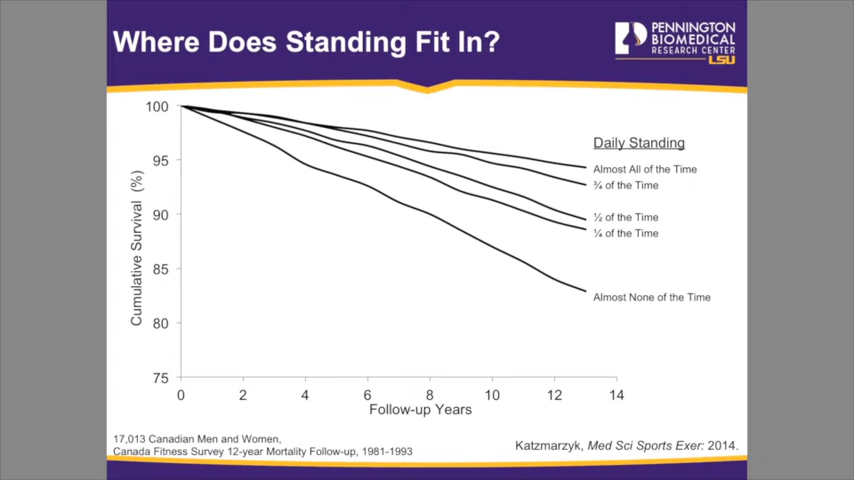 Where Does Standing Fit In?
PENNINGTON
BIOMEDICAL
RESEARCH CENTER
LSU
100
95
90
85
80
75
Cumulative Survival (%)
0 2 4 6 8 10 12 14
Follow-up Years
Daily Standing
Almost All of the Time
¾ of the Time
½ of the Time
¼ of the Time
Almost None of the Time
17,013 Canadian Men and Women,
Canada Fitness Survey 12-year Mortality Follow-up, 1981-1993
Katzmarzyk, Med Sci Sports Exer: 2014.